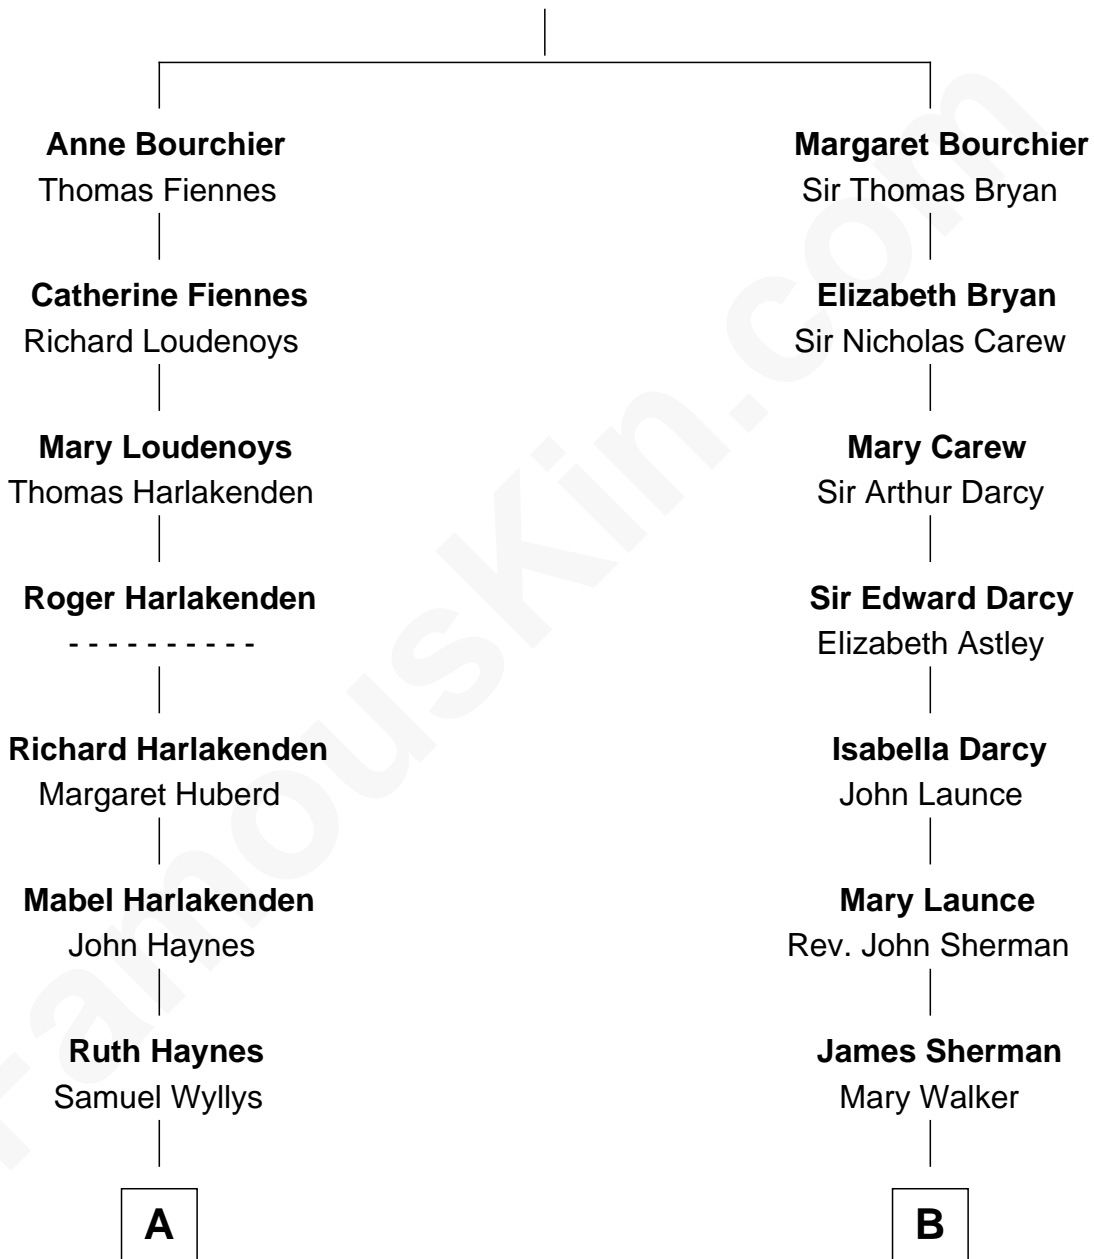 Anne Bourchier
Thomas Fiennes
Catherine Fiennes
Richard Loudenoys
Mary Loudenoys
Thomas Harlakenden
Roger Harlakenden
- - - - - - - - - -
Richard Harlakenden
Margaret Huberd
Mabel Harlakenden
John Haynes
Ruth Haynes
Samuel Wyllys
A
Margaret Bourchier
Sir Thomas Bryan
Elizabeth Bryan
Sir Nicholas Carew
Mary Carew
Sir Arthur Darcy
Sir Edward Darcy
Elizabeth Astley
Isabella Darcy
John Launce
Mary Launce
Rev. John Sherman
James Sherman
Mary Walker
B
FamousKin.com